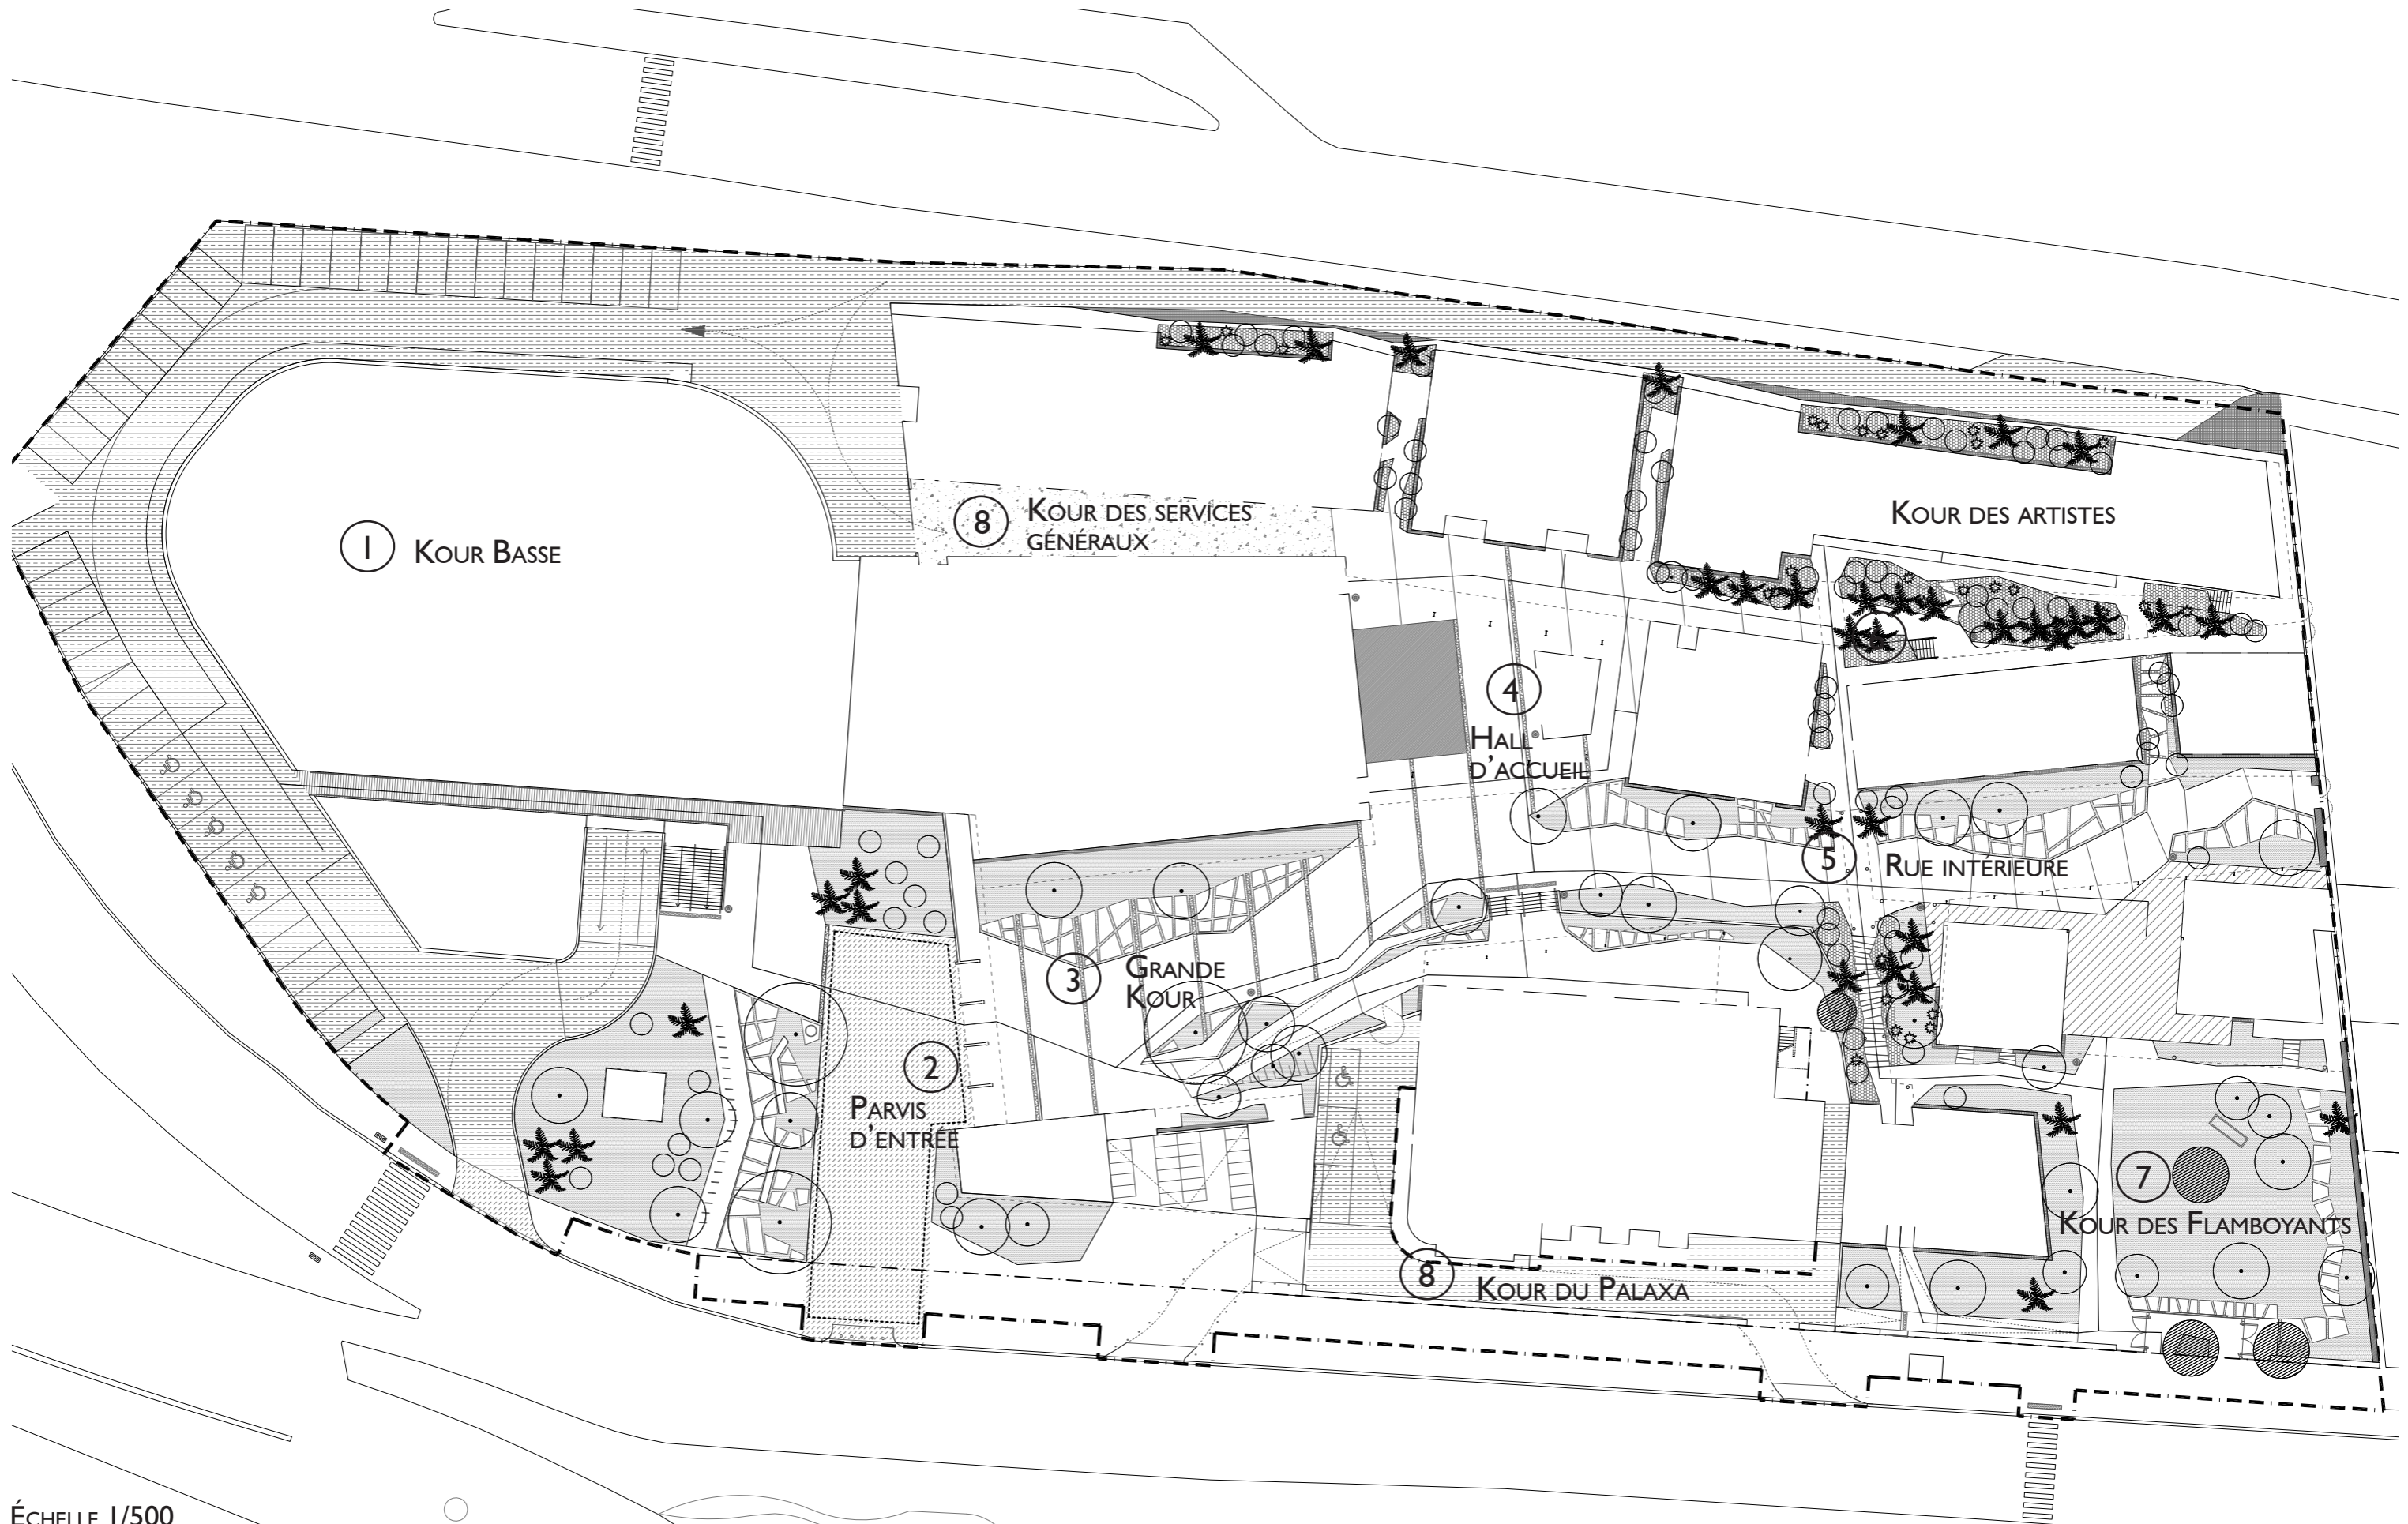 1 Kour Basse
8 Kour des services
généraux
Kour des artistes
4
Hall
d'accueil
5 Rue intérieure
3 Grande
Kour
2
Parvis
d'entrée
7
Kour des Flamboyants
8 Kour du Palaxa
Échelle 1/500